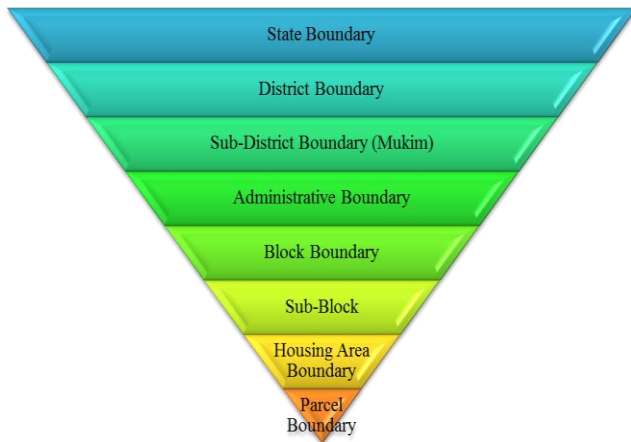 State Boundary
District Boundary
Sub-District Boundary (Mukim)
Administrative Boundary
Block Boundary
Sub-Block
Housing Area
Boundary
Parcel
Boundary